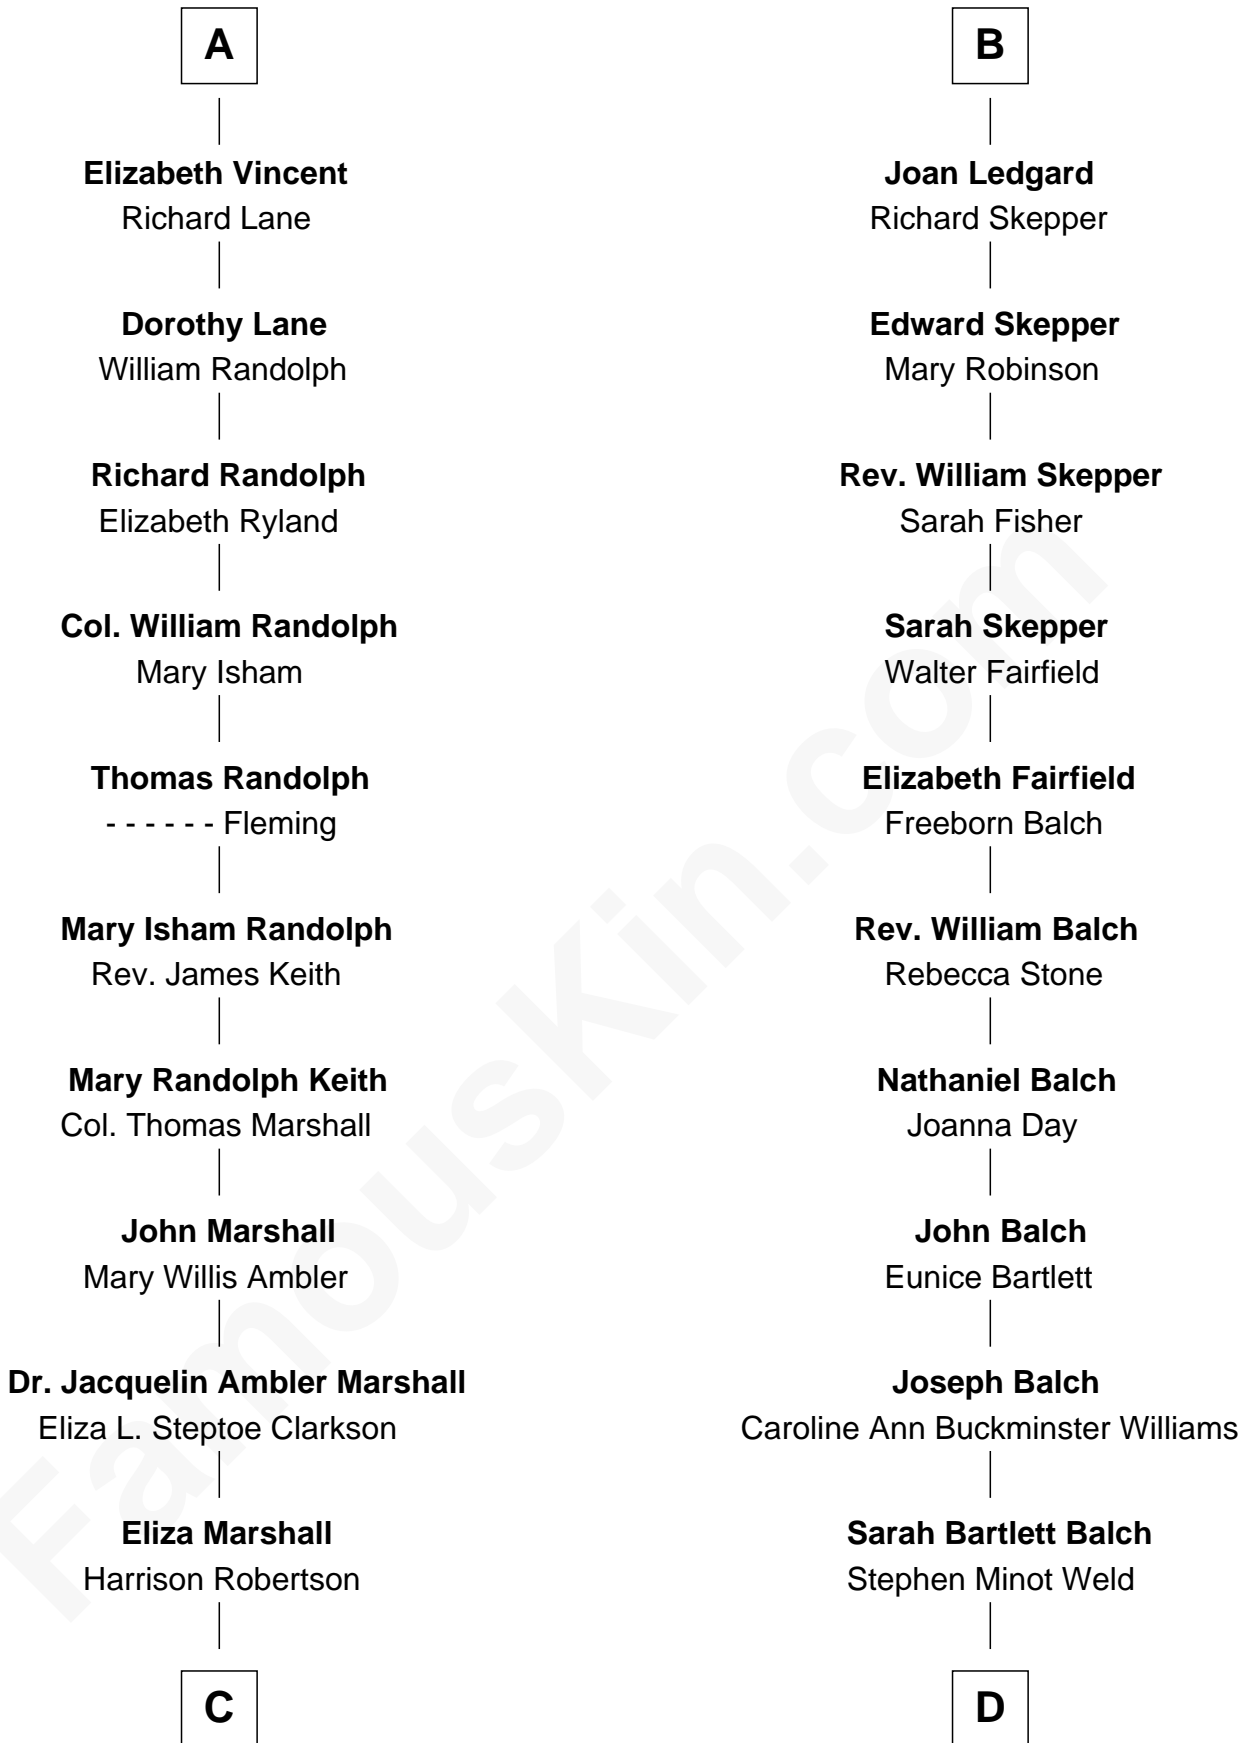 A
Elizabeth Vincent
Richard Lane
Dorothy Lane
William Randolph
Richard Randolph
Elizabeth Ryland
Col. William Randolph
Mary Isham
Thomas Randolph
- - - - - - Fleming
Mary Isham Randolph
Rev. James Keith
Mary Randolph Keith
Col. Thomas Marshall
John Marshall
Mary Willis Ambler
Dr. Jacquelin Ambler Marshall
Eliza L. Steptoe Clarkson
Eliza Marshall
Harrison Robertson
C
B
Joan Ledgard
Richard Skepper
Edward Skepper
Mary Robinson
Rev. William Skepper
Sarah Fisher
Sarah Skepper
Walter Fairfield
Elizabeth Fairfield
Freeborn Balch
Rev. William Balch
Rebecca Stone
Nathaniel Balch
Joanna Day
John Balch
Eunice Bartlett
Joseph Balch
Caroline Ann Buckminster Williams
Sarah Bartlett Balch
Stephen Minot Weld
D
FamousKin.com